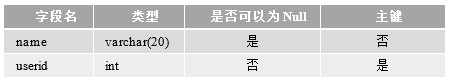 字段名 类型 是否可以为Null 主键
name varchar(20) 是 否
userid int 否 是